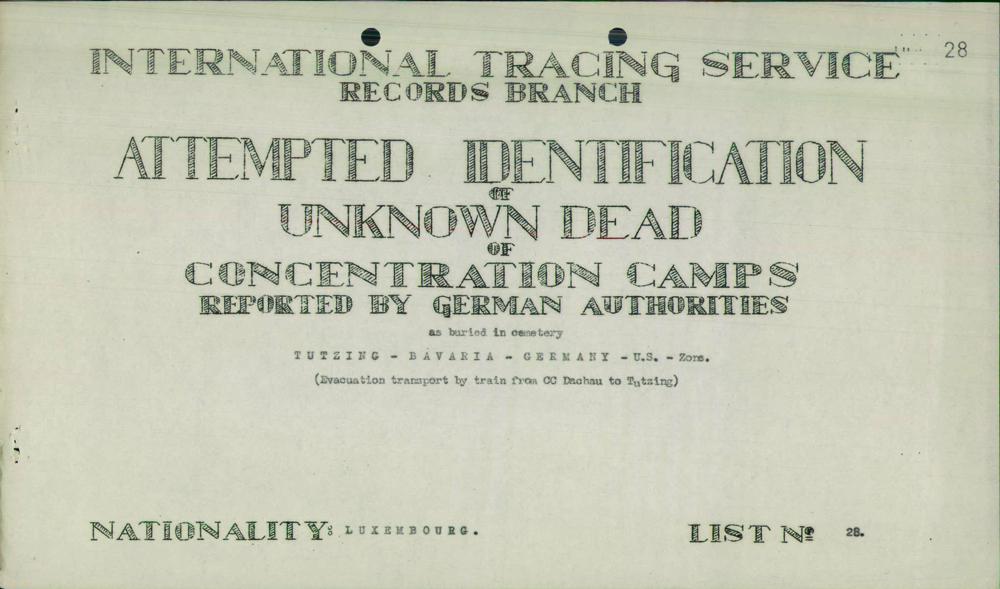 28
INTERNATIONAL TRACING SERVICE
RECORDS BRANCH
ATTEMPTED IDENTIFICATION
OF
UNKNOWN DEAD
OF
CONCENTRATION CAMPS
REPORTED BY GERMAN AUTHORITIES
as buried in cemetery
TUTZING - BAVARIA - GERMANY - U.S. - Zone.
(Evacuation transport by train from CC Dachau to Tutzing)
NATIONALITY: LUXEMBOURG. LIST Nº 28.